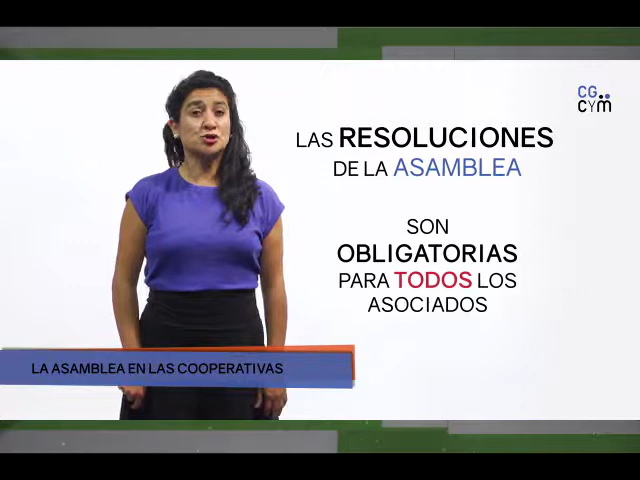 CG
CYM
LAS RESOLUCIONES
DE LA ASAMBLEA
SON
OBLIGATORIAS
PARA TODOS LOS
ASOCIADOS
LA ASAMBLEA EN LAS COOPERATIVAS